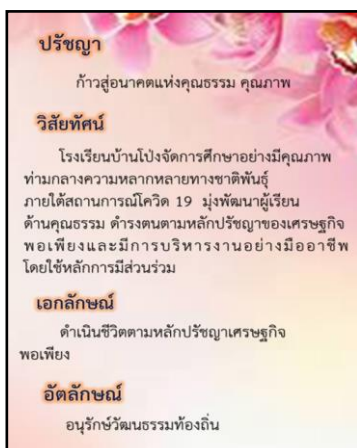 ปรัชญา
ก้าวสู่อนาคตแห่งคุณธรรม คุณภาพ
วิสัยทัศน์
โรงเรียนบ้านโป่งจัดการศึกษาอย่างมีคุณภาพ
ท่ามกลางความหลากหลายทางชาติพันธุ์
ภายใต้สถานการณ์โควิด 19 มุ่งพัฒนาผู้เรียน
ด้านคุณธรรม ดำรงตนตามหลักปรัชญาของเศรษฐกิจ
พอเพียงและมีการบริหารงานอย่างมืออาชีพ
โดยใช้หลักการมีส่วนร่วม
เอกลักษณ์
ดำเนินชีวิตตามหลักปรัชญาเศรษฐกิจ
พอเพียง
อัตลักษณ์
อนุรักษ์วัฒนธรรมท้องถิ่น